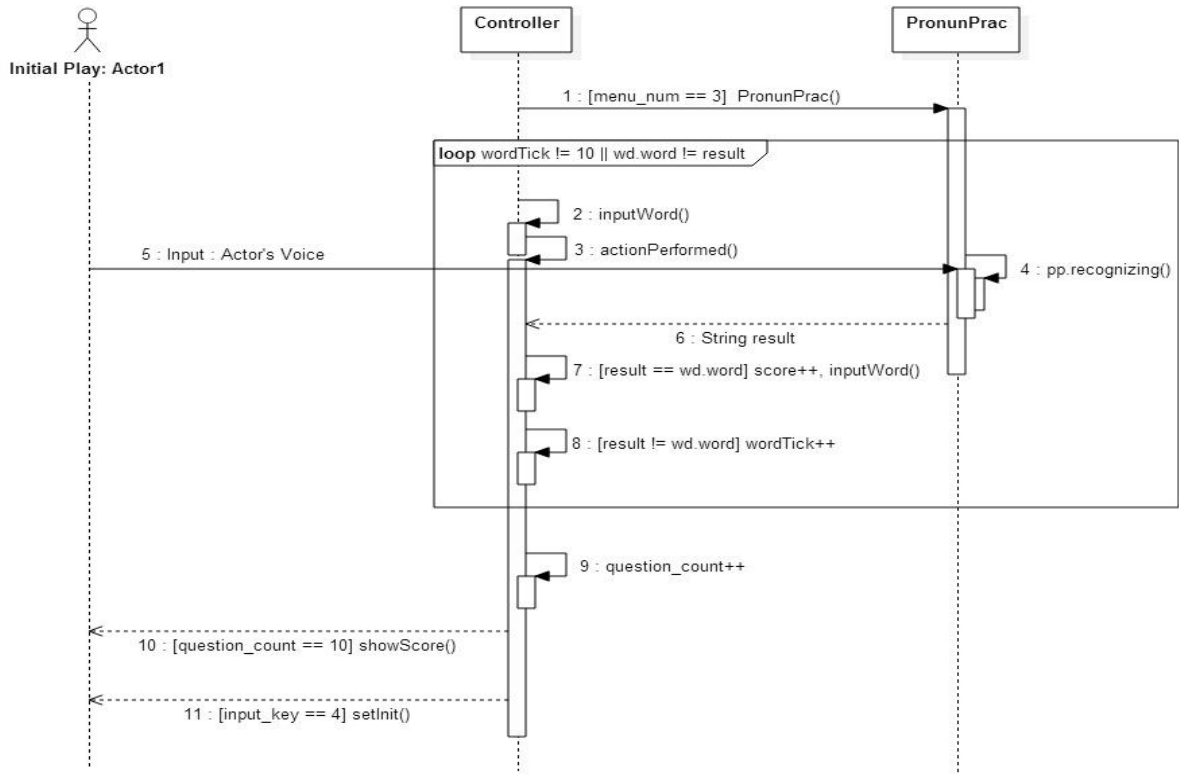 Controller
PronunPrac
Initial Play: Actor1
1 : [menu_num == 3]  PronunPrac()
loop wordTick != 10 || wd.word != result
2 : inputWord()
3 : actionPerformed()
5 : Input : Actor's Voice
4 : pp.recognizing()
6 : String result
7 : [result == wd.word] score++, inputWord()
8 : [result != wd.word] wordTick++
9 : question_count++
10 : [question_count == 10] showScore()
11 : [input_key == 4] setInit()